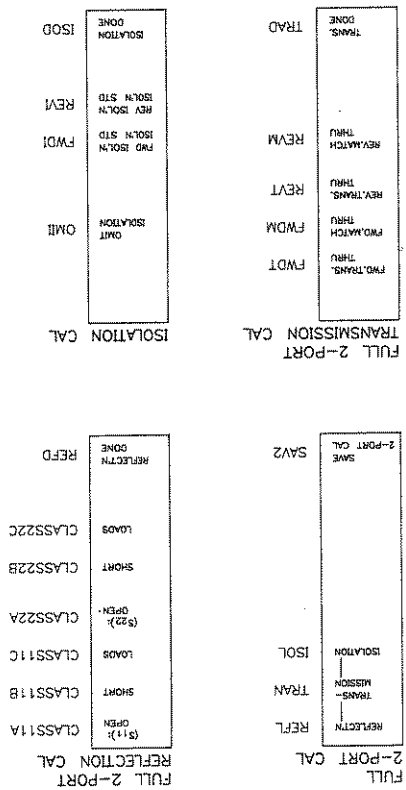 FULL
2-PORT CAL
REFLECT'N REFL
TRANS-
MISSION TRAN
ISOLATION ISOL
SAVE
2-PORT CAL SAV2
FULL 2-PORT
REFLECTION CAL
(S11):
OPEN CLASS11A
SHORT CLASS11B
LOADS CLASS11C
(S22):
OPEN CLASS22A
SHORT CLASS22B
LOADS CLASS22C
REFLECT'N
DONE REFD
FULL 2-PORT
TRANSMISSION CAL
FWD.TRANS.
THRU FWDT
FWD.MATCH
THRU FWDM
REV.TRANS.
THRU REVT
REV.MATCH
THRU REVM
TRANS.
DONE TRAD
ISOLATION CAL
OMIT
ISOLATION OMII
FWD ISOL'N
ISOL'N STD FWDI
REV ISOL'N
ISOL'N STD REVI
ISOLATION
DONE ISOD